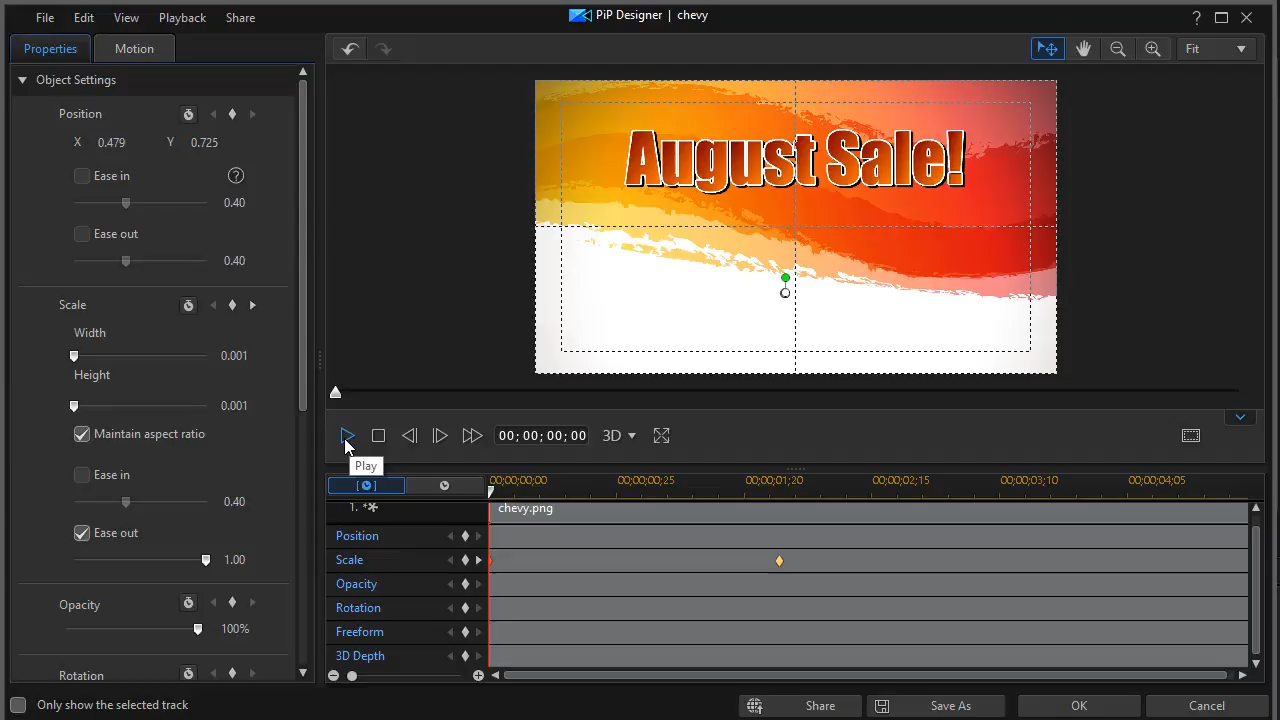 File Edit View Playback Share
PiP Designer | chevy
Properties Motion
Fit
Object Settings
Position
X 0.479 Y 0.725
Ease in
0.40
Ease out
0.40
Scale
Width
0.001
Height
0.001
Maintain aspect ratio
Ease in
0.40
Ease out
1.00
Opacity
100%
Rotation
August Sale!
00; 00; 00; 00 3D
Play
00;00;00;00 00;00;00;25 00;00;01;20 00;00;02;15 00;00;03;10 00;00;04;05
1. chevy.png
Position
Scale
Opacity
Rotation
Freeform
3D Depth
Only show the selected track
Share Save As OK Cancel